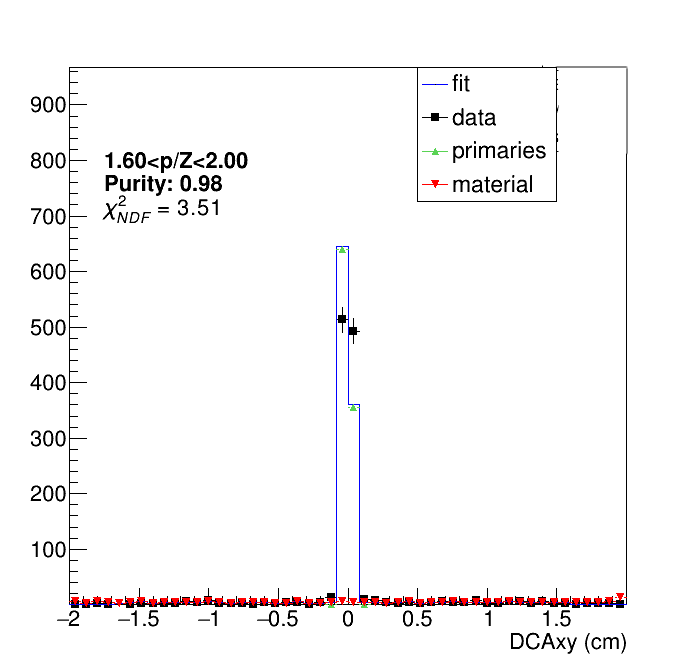 fit
data
primaries
material
1.60<p/Z<2.00
Purity: 0.98
χ²_NDF = 3.51
900
800
700
600
500
400
300
200
100
−2 −1.5 −1 −0.5 0 0.5 1 1.5
DCAxy (cm)